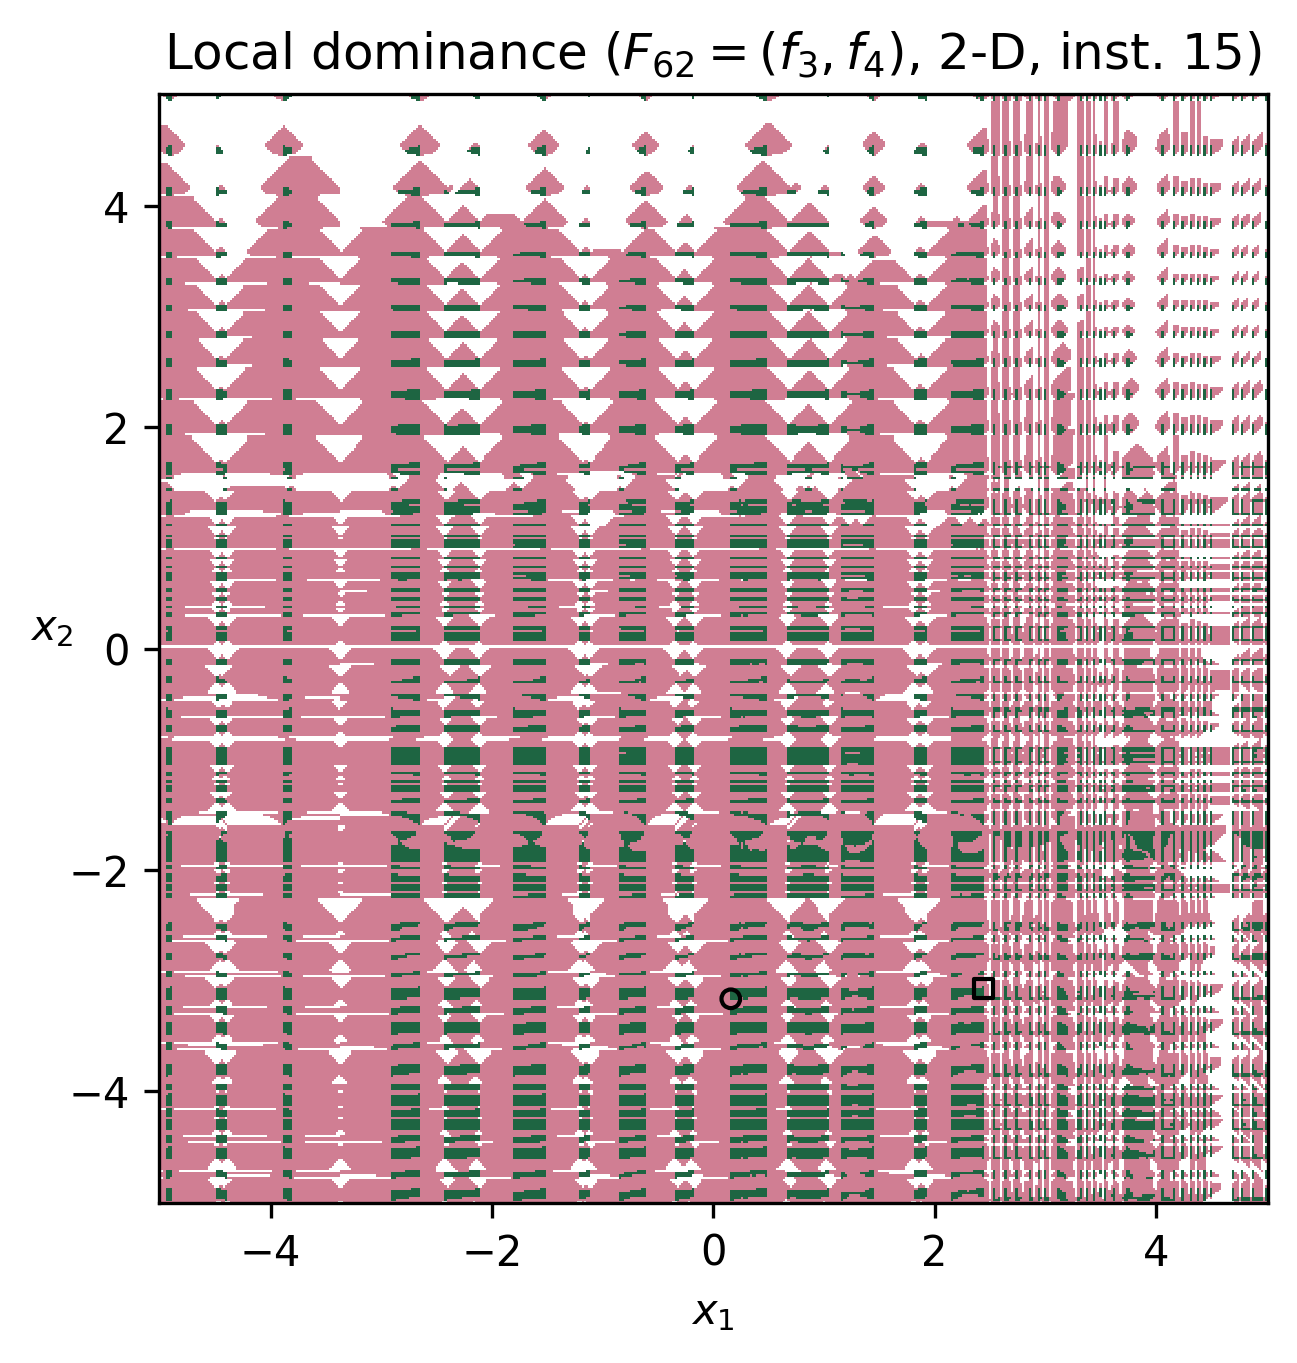 Local dominance (F₆₂ = (f₃, f₄), 2-D, inst. 15)
4
2
0
−2
−4
x₂
−4 −2 0 2 4
x₁